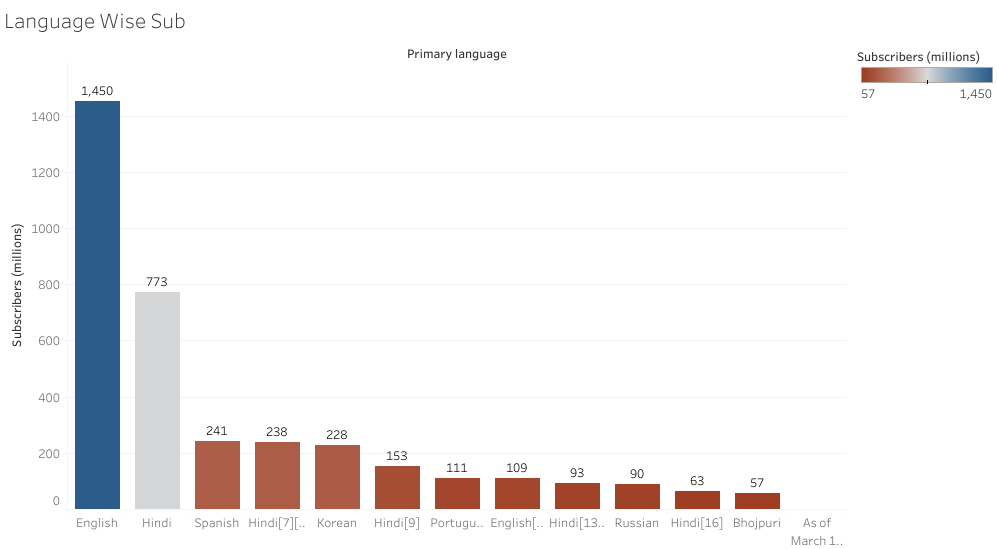 Language Wise Sub
Primary language
Subscribers (millions)
57 1,450
Subscribers (millions)
1400
1200
1000
800
600
400
200
0
1,450
773
241
238
228
153
111
109
93
90
63
57
English
Hindi
Spanish
Hindi[7][..
Korean
Hindi[9]
Portugu..
English[..
Hindi[13..
Russian
Hindi[16]
Bhojpuri
As of
March 1..